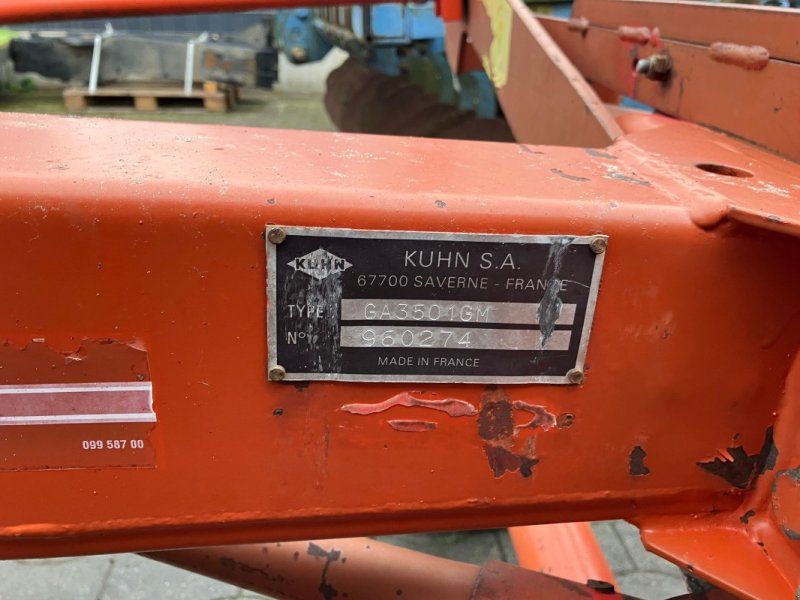 KUHN
KUHN S.A.
67700 SAVERNE - FRANCE
TYPE GA3501GM
N° 960274
MADE IN FRANCE
099 587 00